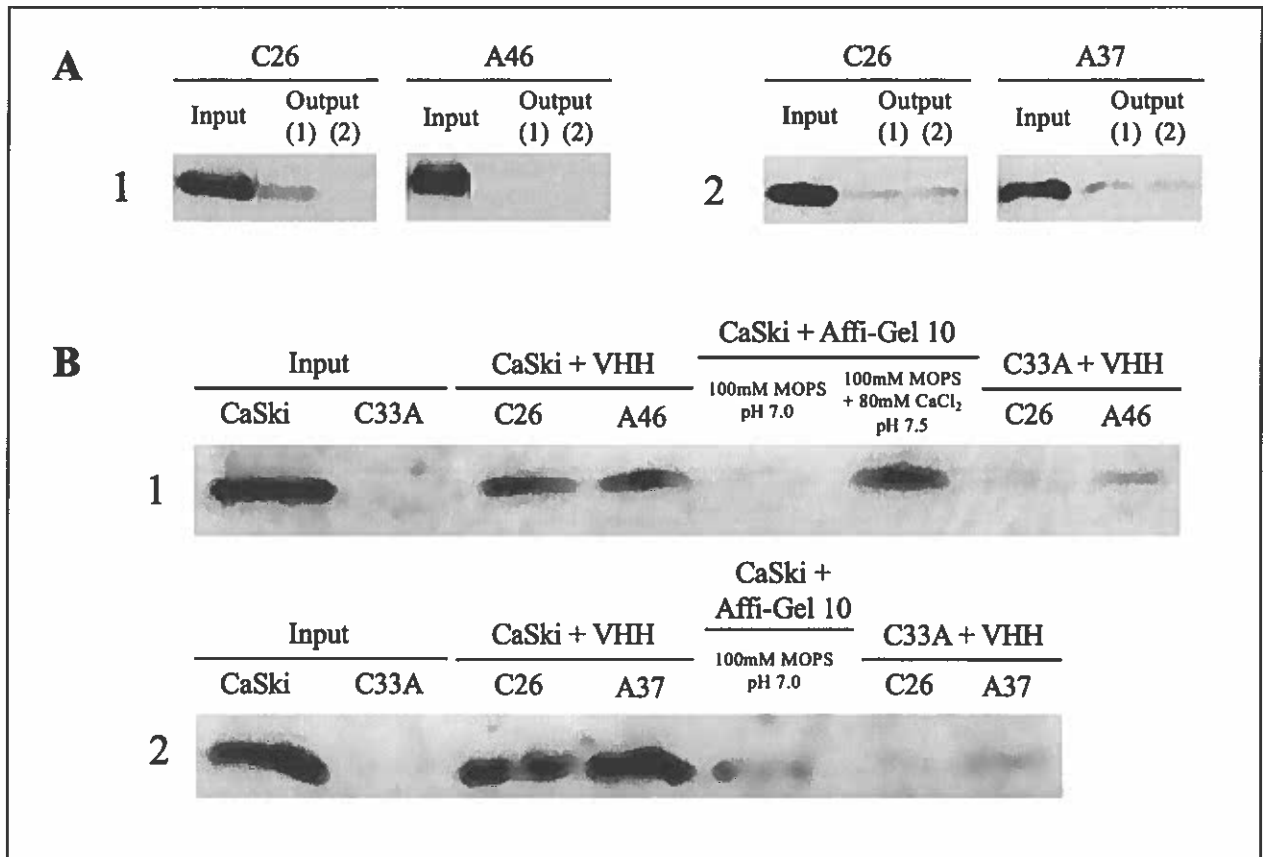 A
C26 A46 C26 A37
Input Output Input Output Input Output Input Output
(1) (2) (1) (2) (1) (2) (1) (2)
1 2
B
CaSki + Affi-Gel 10
Input CaSki + VHH C33A + VHH
100mM MOPS
pH 7.0
100mM MOPS
+ 80mM CaCl₂
pH 7.5
CaSki C33A C26 A46 C26 A46
1
CaSki +
Affi-Gel 10
Input CaSki + VHH C33A + VHH
100mM MOPS
pH 7.0
CaSki C33A C26 A37 C26 A37
2